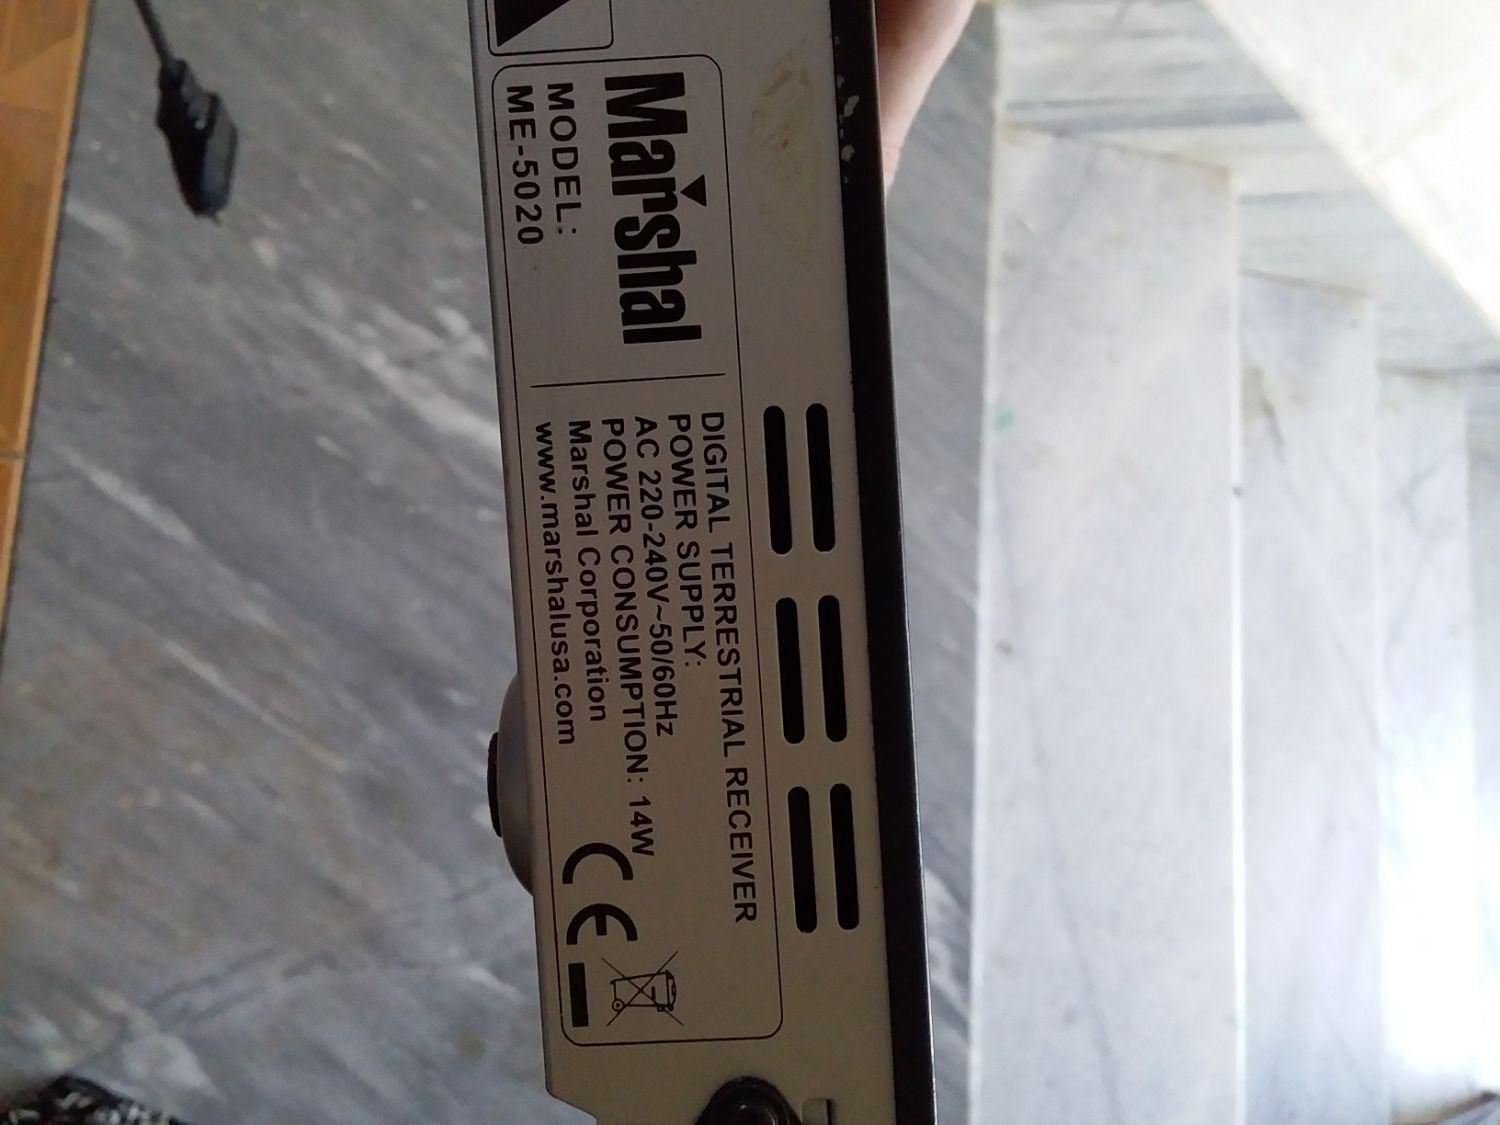 Marshal
MODEL:
ME-5020
DIGITAL TERRESTRIAL RECEIVER
POWER SUPPLY:
AC 220-240V~50/60Hz
POWER CONSUMPTION: 14W
Marshal Corporation
www.marshalusa.com
CE